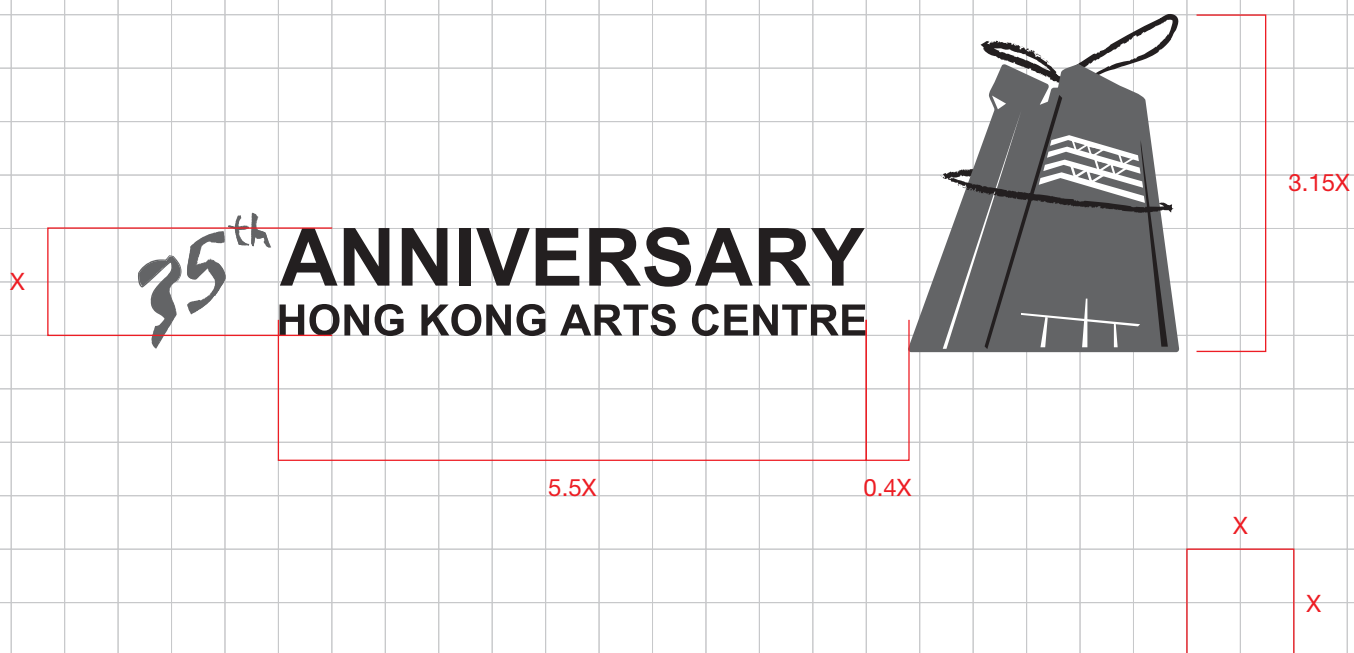 35th ANNIVERSARY
HONG KONG ARTS CENTRE
X
3.15X
5.5X
0.4X
X
X